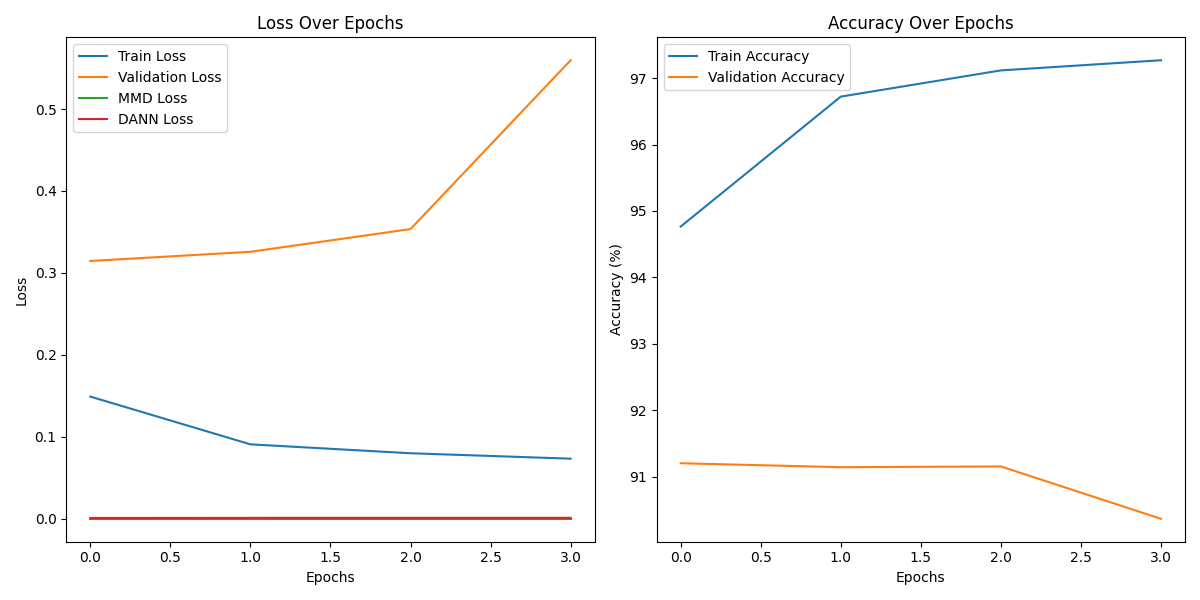 Loss Over Epochs
Train Loss
Validation Loss
MMD Loss
DANN Loss
0.5
0.4
0.3
0.2
0.1
0.0
Loss
0.0 0.5 1.0 1.5 2.0 2.5 3.0
Epochs
Accuracy Over Epochs
Train Accuracy
Validation Accuracy
97
96
95
94
93
92
91
Accuracy (%)
0.0 0.5 1.0 1.5 2.0 2.5 3.0
Epochs